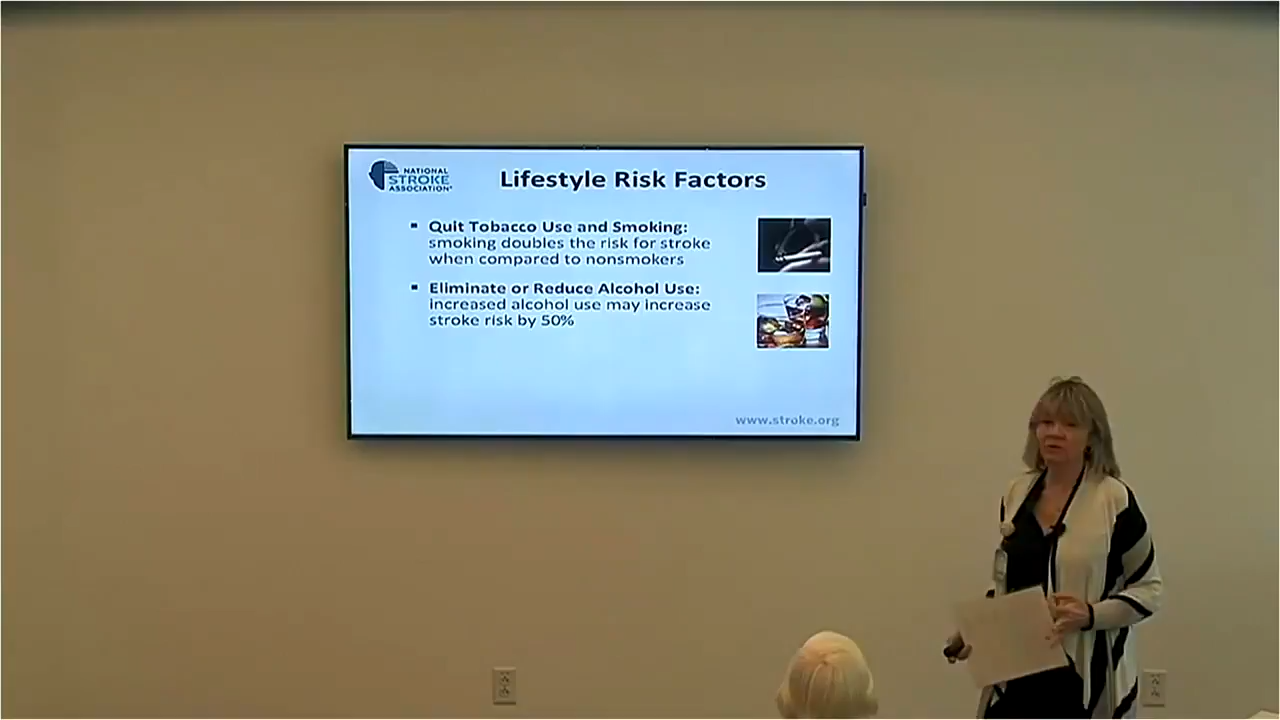 NATIONAL
STROKE
ASSOCIATION®
Lifestyle Risk Factors
▪ Quit Tobacco Use and Smoking:
smoking doubles the risk for stroke
when compared to nonsmokers
▪ Eliminate or Reduce Alcohol Use:
increased alcohol use may increase
stroke risk by 50%
www.stroke.org